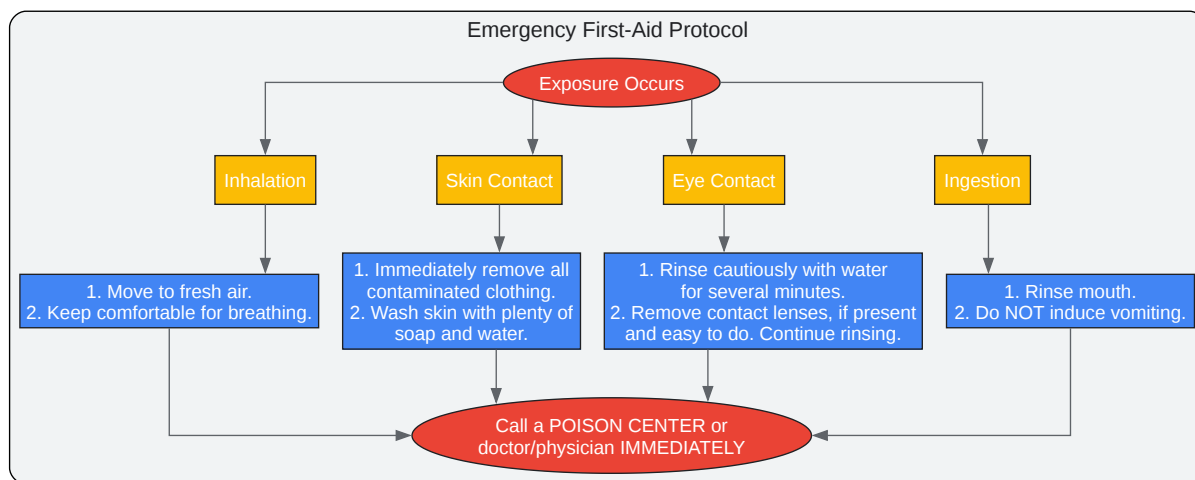 Emergency First-Aid Protocol
Exposure Occurs
Inhalation
Skin Contact
Eye Contact
Ingestion
1. Move to fresh air.
2. Keep comfortable for breathing.
1. Immediately remove all
contaminated clothing.
2. Wash skin with plenty of
soap and water.
1. Rinse cautiously with water
for several minutes.
2. Remove contact lenses, if present
and easy to do. Continue rinsing.
1. Rinse mouth.
2. Do NOT induce vomiting.
Call a POISON CENTER or
doctor/physician IMMEDIATELY